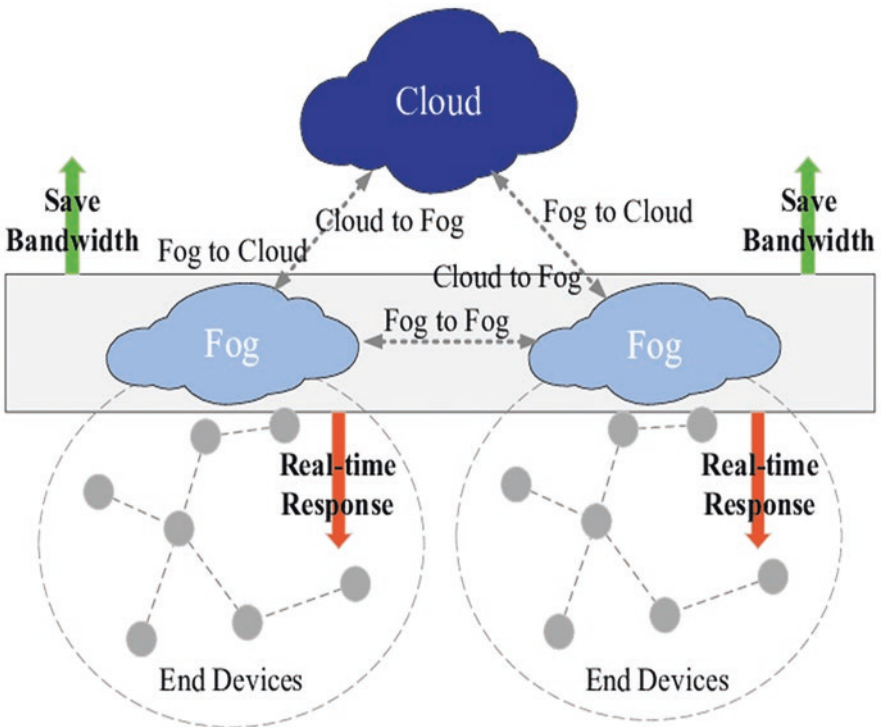 Cloud
Save
Bandwidth
Cloud to Fog
Fog to Cloud
Fog to Cloud
Cloud to Fog
Save
Bandwidth
Fog
Fog to Fog
Fog
Real-time
Response
Real-time
Response
End Devices
End Devices